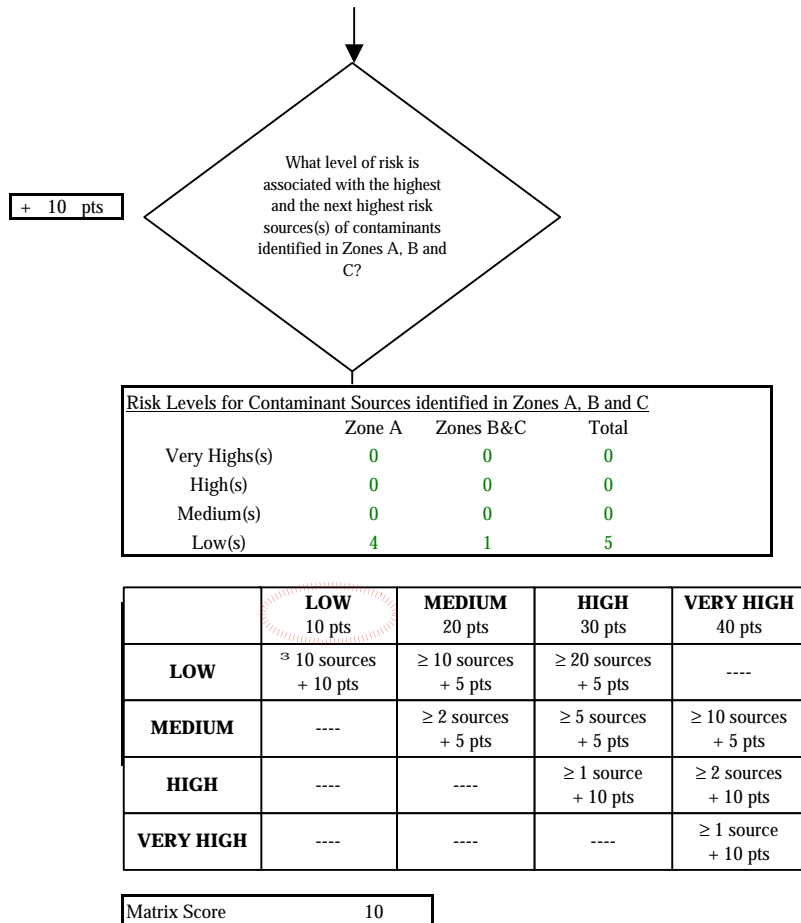 What level of risk is
associated with the highest
and the next highest risk
sources(s) of contaminants
identified in Zones A, B and
C?
+ 10 pts
Risk Levels for Contaminant Sources identified in Zones A, B and C
Zone A Zones B&C Total
Very Highs(s) 0 0 0
High(s) 0 0 0
Medium(s) 0 0 0
Low(s) 4 1 5
LOW MEDIUM HIGH VERY HIGH
10 pts 20 pts 30 pts 40 pts
LOW ³ 10 sources ≥ 10 sources ≥ 20 sources ----
+ 10 pts + 5 pts + 5 pts
MEDIUM ---- ≥ 2 sources ≥ 5 sources ≥ 10 sources
+ 5 pts + 5 pts + 5 pts
HIGH ---- ---- ≥ 1 source ≥ 2 sources
+ 10 pts + 10 pts
VERY HIGH ---- ---- ---- ≥ 1 source
+ 10 pts
Matrix Score 10